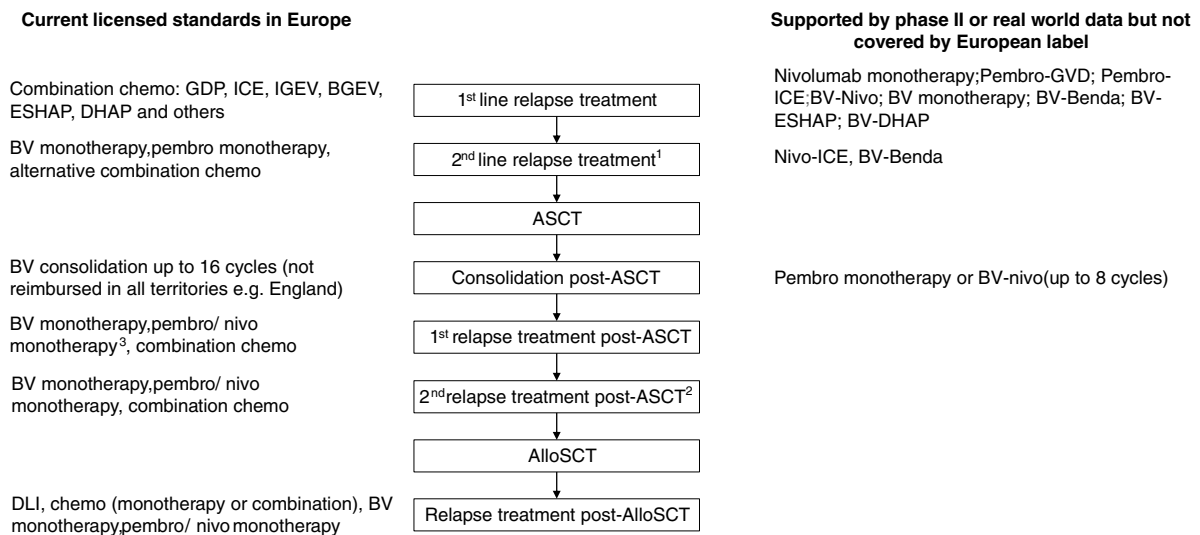 Current licensed standards in Europe
Supported by phase II or real world data but not
covered by European label
Combination chemo: GDP, ICE, IGEV, BGEV,
ESHAP, DHAP and others
1st line relapse treatment
Nivolumab monotherapy;Pembro-GVD; Pembro-
ICE;BV-Nivo; BV monotherapy; BV-Benda; BV-
ESHAP; BV-DHAP
BV monotherapy,pembro monotherapy,
alternative combination chemo
2nd line relapse treatment1
Nivo-ICE, BV-Benda
ASCT
BV consolidation up to 16 cycles (not
reimbursed in all territories e.g. England)
Consolidation post-ASCT
Pembro monotherapy or BV-nivo(up to 8 cycles)
BV monotherapy,pembro/ nivo
monotherapy3, combination chemo
1st relapse treatment post-ASCT
BV monotherapy,pembro/ nivo
monotherapy, combination chemo
2nd relapse treatment post-ASCT2
AlloSCT
DLI, chemo (monotherapy or combination), BV
monotherapy,pembro/ nivo monotherapy
Relapse treatment post-AlloSCT